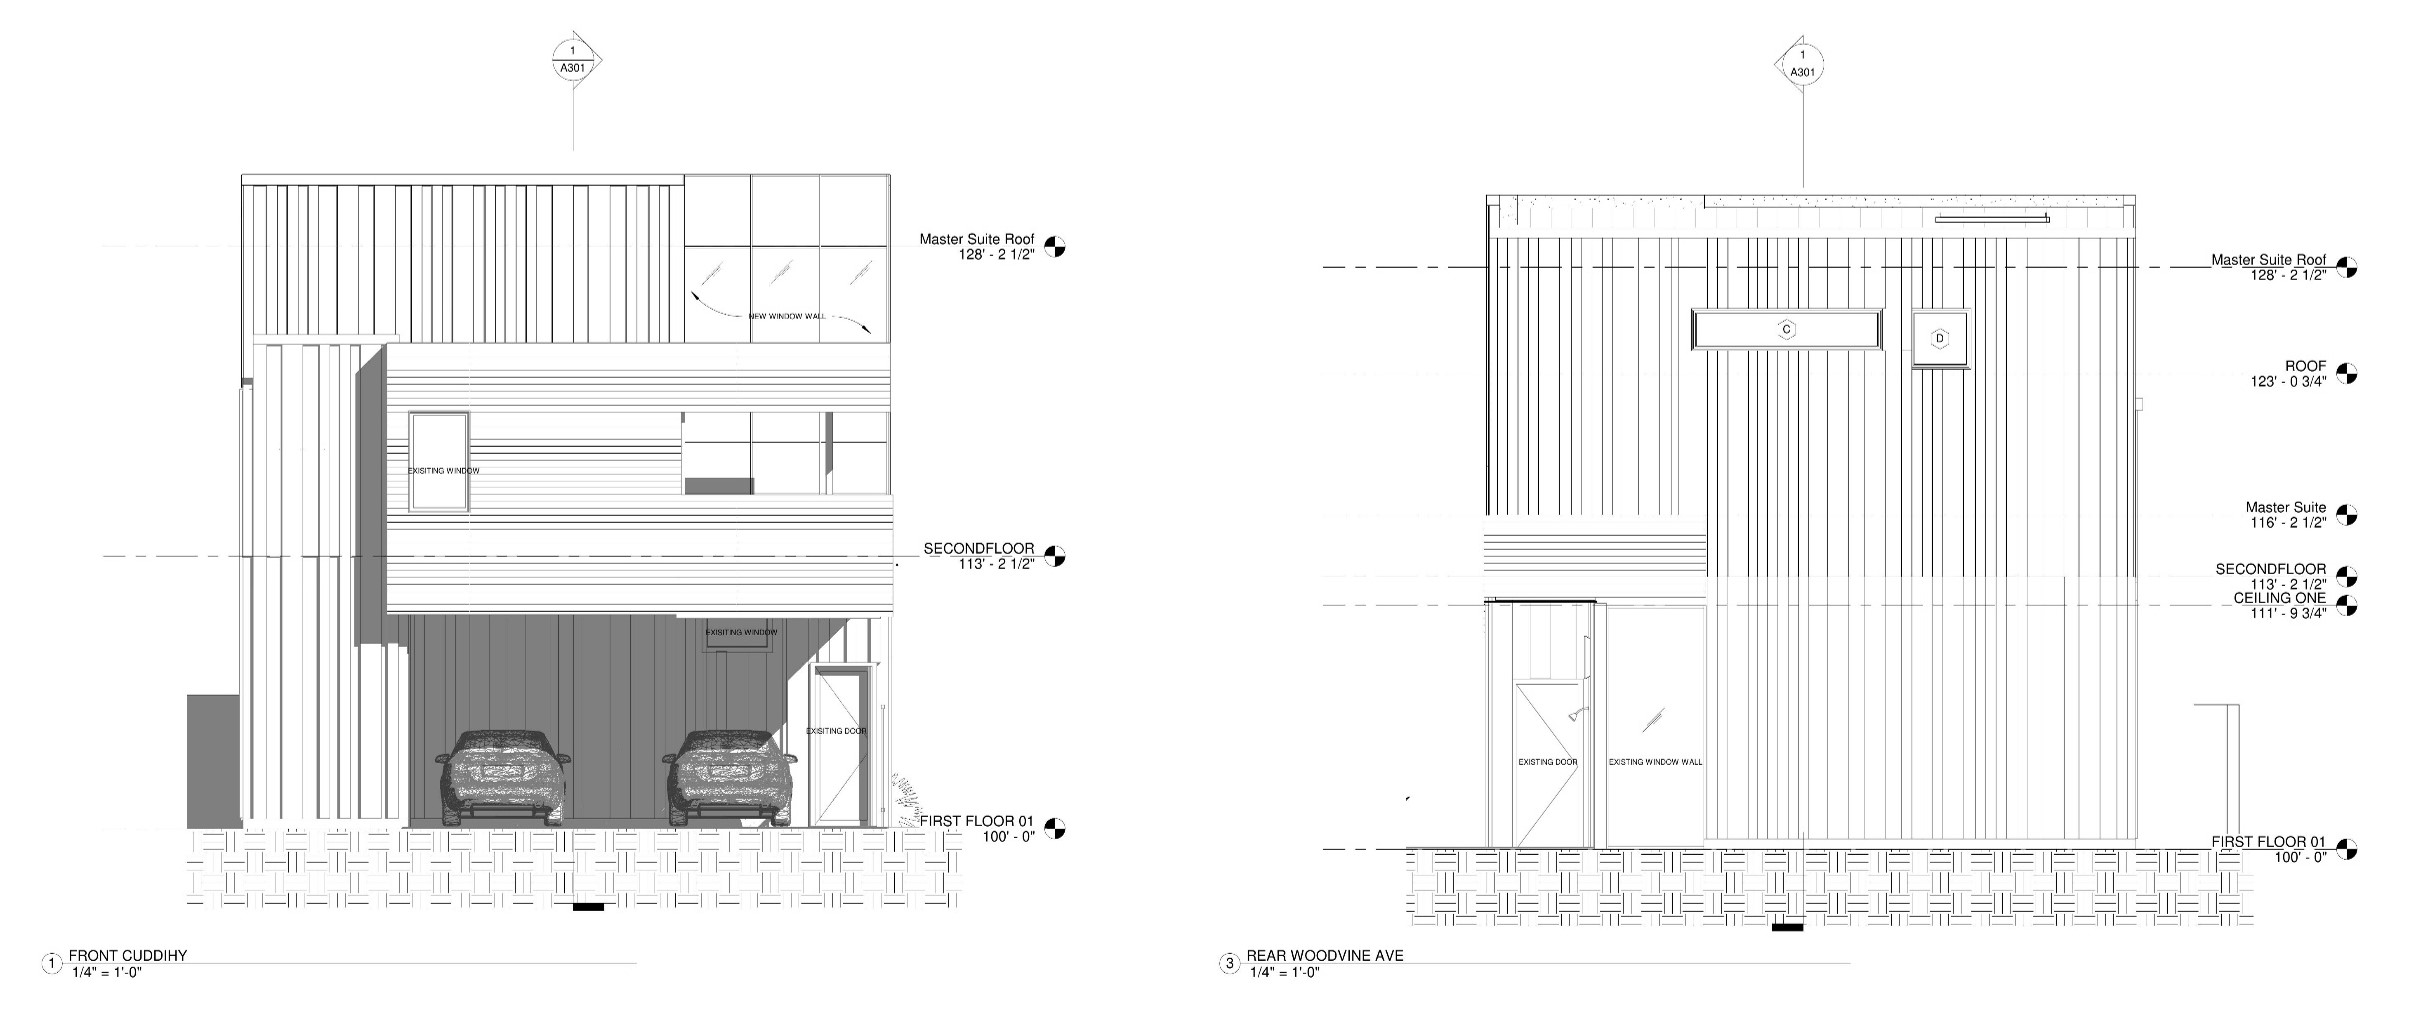 1
A301
Master Suite Roof
128' - 2 1/2"
NEW WINDOW WALL
EXISITING WINDOW
SECONDFLOOR
113' - 2 1/2"
EXISITING WINDOW
EXISITING DOOR
FIRST FLOOR 01
100' - 0"
1
FRONT CUDDIHY
1/4" = 1'-0"
1
A301
Master Suite Roof
128' - 2 1/2"
C
D
ROOF
123' - 0 3/4"
Master Suite
116' - 2 1/2"
SECONDFLOOR
113' - 2 1/2"
CEILING ONE
111' - 9 3/4"
EXISTING DOOR
EXISTING WINDOW WALL
FIRST FLOOR 01
100' - 0"
3
REAR WOODVINE AVE
1/4" = 1'-0"